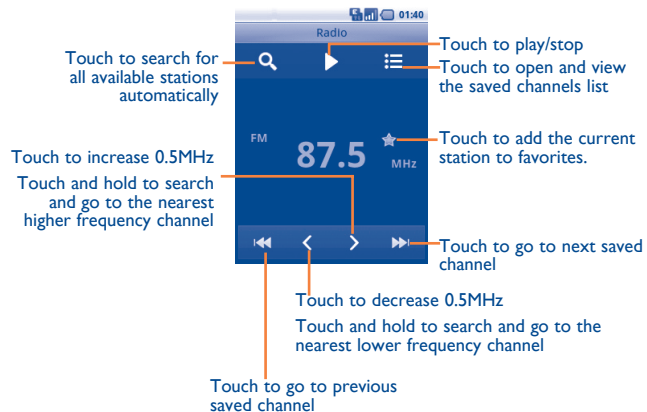 01:40
Radio
Touch to search for
all available stations
automatically
Touch to play/stop
Touch to open and view
the saved channels list
FM
87.5
MHz
Touch to add the current
station to favorites.
Touch to increase 0.5MHz
Touch and hold to search
and go to the nearest
higher frequency channel
Touch to go to next saved
channel
Touch to decrease 0.5MHz
Touch and hold to search and go to the
nearest lower frequency channel
Touch to go to previous
saved channel